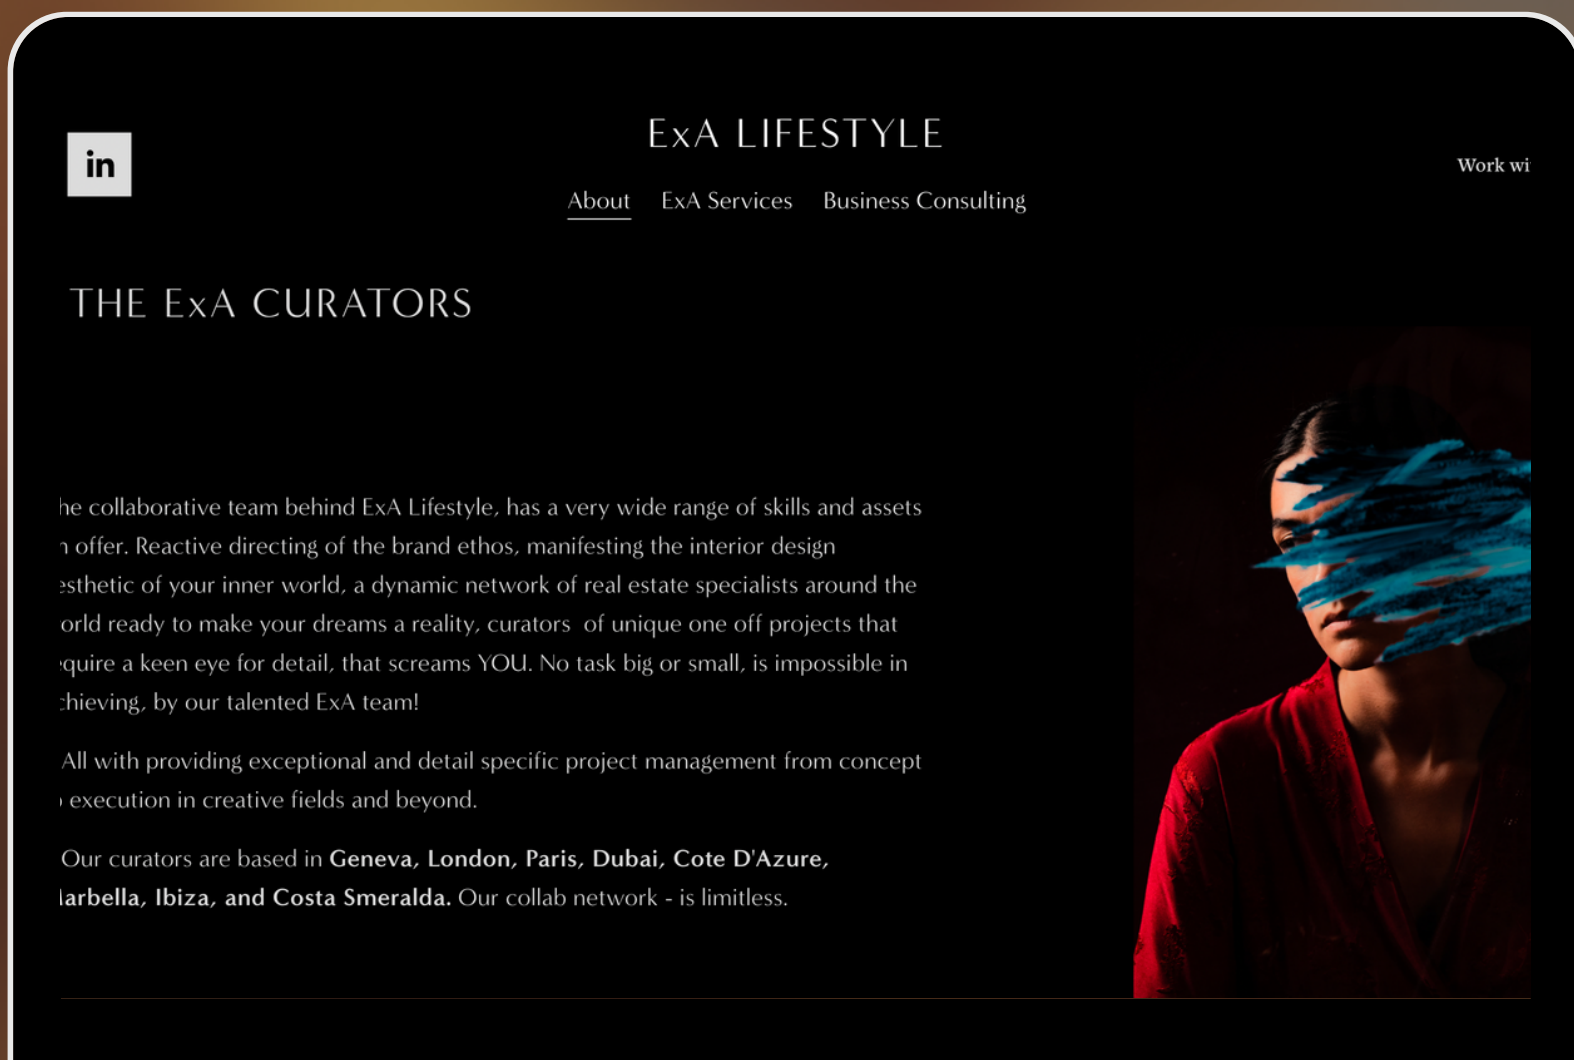 in
ExA LIFESTYLE
Work wi
About ExA Services Business Consulting
THE ExA CURATORS
he collaborative team behind ExA Lifestyle, has a very wide range of skills and assets
n offer. Reactive directing of the brand ethos, manifesting the interior design
esthetic of your inner world, a dynamic network of real estate specialists around the
orld ready to make your dreams a reality, curators  of unique one off projects that
equire a keen eye for detail, that screams YOU. No task big or small, is impossible in
chieving, by our talented ExA team!
All with providing exceptional and detail specific project management from concept
execution in creative fields and beyond.
Our curators are based in Geneva, London, Paris, Dubai, Cote D'Azure,
arbella, Ibiza, and Costa Smeralda. Our collab network - is limitless.